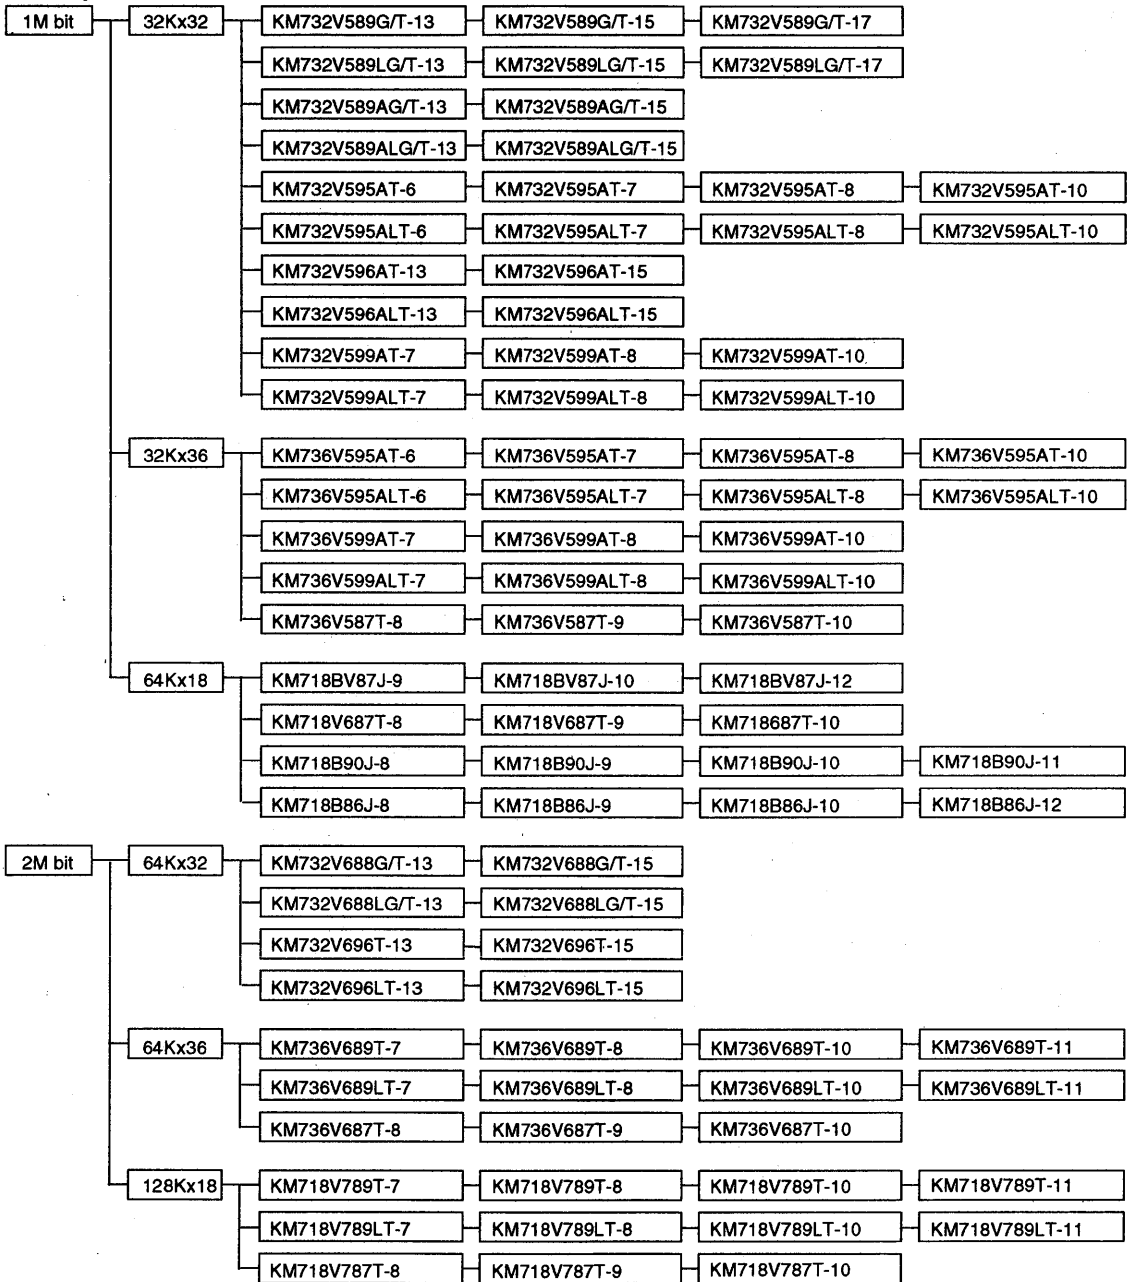 1M bit 32Kx32 KM732V589G/T-13 KM732V589G/T-15 KM732V589G/T-17
KM732V589LG/T-13 KM732V589LG/T-15 KM732V589LG/T-17
KM732V589AG/T-13 KM732V589AG/T-15
KM732V589ALG/T-13 KM732V589ALG/T-15
KM732V595AT-6 KM732V595AT-7 KM732V595AT-8 KM732V595AT-10
KM732V595ALT-6 KM732V595ALT-7 KM732V595ALT-8 KM732V595ALT-10
KM732V596AT-13 KM732V596AT-15
KM732V596ALT-13 KM732V596ALT-15
KM732V599AT-7 KM732V599AT-8 KM732V599AT-10
KM732V599ALT-7 KM732V599ALT-8 KM732V599ALT-10
32Kx36 KM736V595AT-6 KM736V595AT-7 KM736V595AT-8 KM736V595AT-10
KM736V595ALT-6 KM736V595ALT-7 KM736V595ALT-8 KM736V595ALT-10
KM736V599AT-7 KM736V599AT-8 KM736V599AT-10
KM736V599ALT-7 KM736V599ALT-8 KM736V599ALT-10
KM736V587T-8 KM736V587T-9 KM736V587T-10
64Kx18 KM718BV87J-9 KM718BV87J-10 KM718BV87J-12
KM718V687T-8 KM718V687T-9 KM718687T-10
KM718B90J-8 KM718B90J-9 KM718B90J-10 KM718B90J-11
KM718B86J-8 KM718B86J-9 KM718B86J-10 KM718B86J-12
2M bit 64Kx32 KM732V688G/T-13 KM732V688G/T-15
KM732V688LG/T-13 KM732V688LG/T-15
KM732V696T-13 KM732V696T-15
KM732V696LT-13 KM732V696LT-15
64Kx36 KM736V689T-7 KM736V689T-8 KM736V689T-10 KM736V689T-11
KM736V689LT-7 KM736V689LT-8 KM736V689LT-10 KM736V689LT-11
KM736V687T-8 KM736V687T-9 KM736V687T-10
128Kx18 KM718V789T-7 KM718V789T-8 KM718V789T-10 KM718V789T-11
KM718V789LT-7 KM718V789LT-8 KM718V789LT-10 KM718V789LT-11
KM718V787T-8 KM718V787T-9 KM718V787T-10